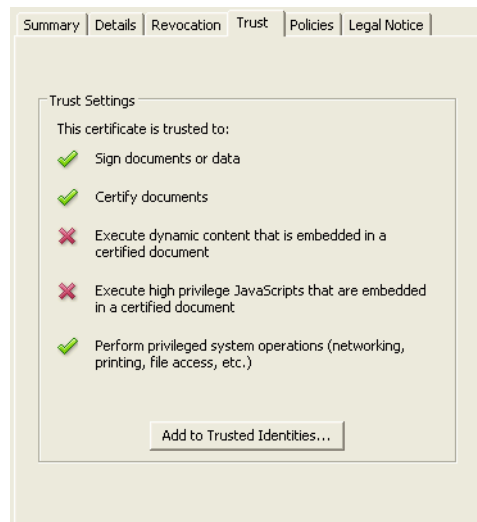 Summary Details Revocation Trust Policies Legal Notice
Trust Settings
This certificate is trusted to:
Sign documents or data
Certify documents
Execute dynamic content that is embedded in a
certified document
Execute high privilege JavaScripts that are embedded
in a certified document
Perform privileged system operations (networking,
printing, file access, etc.)
Add to Trusted Identities...